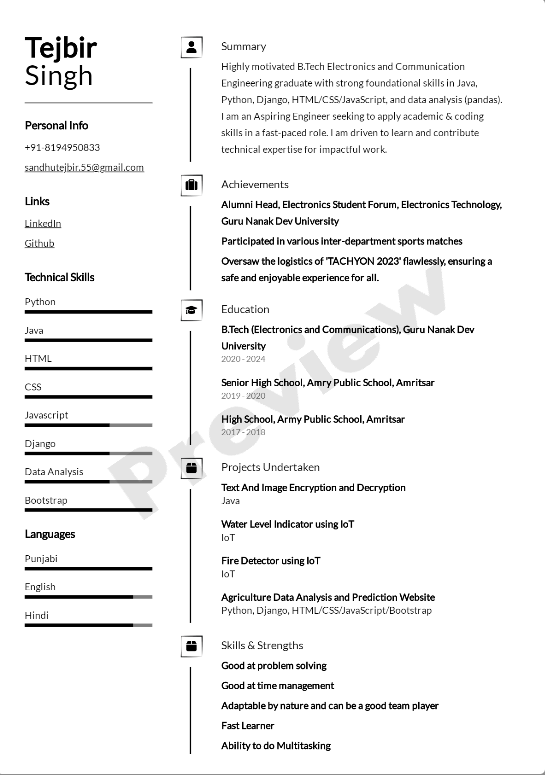 Tejbir
Singh
Personal Info
+91-8194950833
sandhutejbir.55@gmail.com
Links
LinkedIn
Github
Technical Skills
Python
Java
HTML
CSS
Javascript
Django
Data Analysis
Bootstrap
Languages
Punjabi
English
Hindi
Summary
Highly motivated B.Tech Electronics and Communication
Engineering graduate with strong foundational skills in Java,
Python, Django, HTML/CSS/JavaScript, and data analysis (pandas).
I am an Aspiring Engineer seeking to apply academic & coding
skills in a fast-paced role. I am driven to learn and contribute
technical expertise for impactful work.
Achievements
Alumni Head, Electronics Student Forum, Electronics Technology,
Guru Nanak Dev University
Participated in various inter-department sports matches
Oversaw the logistics of 'TACHYON 2023' flawlessly, ensuring a
safe and enjoyable experience for all.
Education
B.Tech (Electronics and Communications), Guru Nanak Dev
University
2020 - 2024
Senior High School, Amry Public School, Amritsar
2019 - 2020
High School, Army Public School, Amritsar
2017 - 2018
Projects Undertaken
Text And Image Encryption and Decryption
Java
Water Level Indicator using IoT
IoT
Fire Detector using IoT
IoT
Agriculture Data Analysis and Prediction Website
Python, Django, HTML/CSS/JavaScript/Bootstrap
Skills & Strengths
Good at problem solving
Good at time management
Adaptable by nature and can be a good team player
Fast Learner
Ability to do Multitasking
Preview